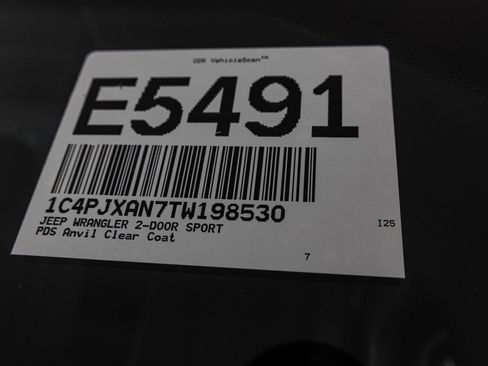 CDK VehicleScan™
E5491
1C4PJXAN7TW198530
JEEP WRANGLER 2-DOOR SPORT
I25
PDS Anvil Clear Coat
7